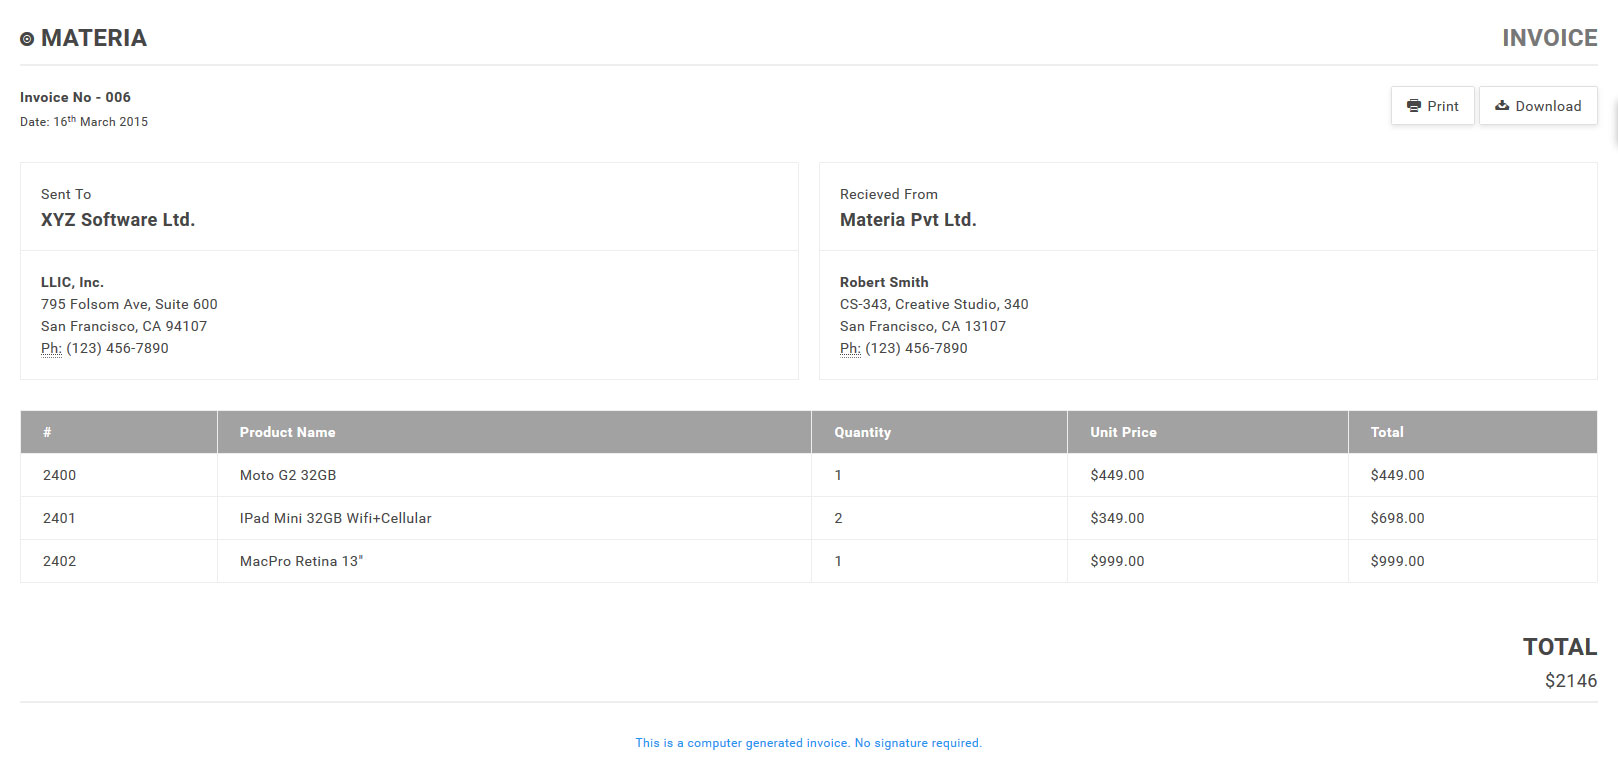 MATERIA
INVOICE
Invoice No - 006
Date: 16th March 2015
Print
Download
Sent To
XYZ Software Ltd.
LLIC, Inc.
795 Folsom Ave, Suite 600
San Francisco, CA 94107
Ph: (123) 456-7890
Recieved From
Materia Pvt Ltd.
Robert Smith
CS-343, Creative Studio, 340
San Francisco, CA 13107
Ph: (123) 456-7890
# Product Name Quantity Unit Price Total
2400 Moto G2 32GB 1 $449.00 $449.00
2401 IPad Mini 32GB Wifi+Cellular 2 $349.00 $698.00
2402 MacPro Retina 13" 1 $999.00 $999.00
TOTAL
$2146
This is a computer generated invoice. No signature required.